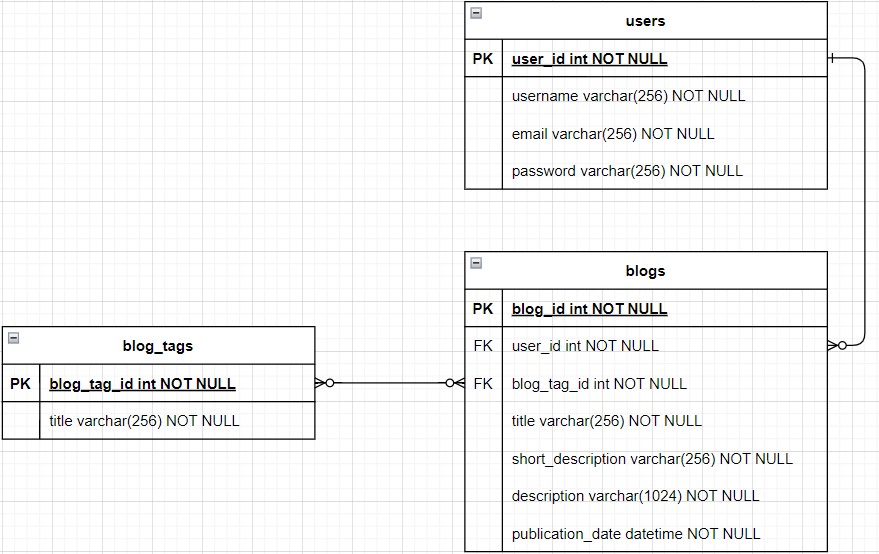 users
PK user_id int NOT NULL
username varchar(256) NOT NULL
email varchar(256) NOT NULL
password varchar(256) NOT NULL
blogs
PK blog_id int NOT NULL
FK user_id int NOT NULL
FK blog_tag_id int NOT NULL
title varchar(256) NOT NULL
short_description varchar(256) NOT NULL
description varchar(1024) NOT NULL
publication_date datetime NOT NULL
blog_tags
PK blog_tag_id int NOT NULL
title varchar(256) NOT NULL